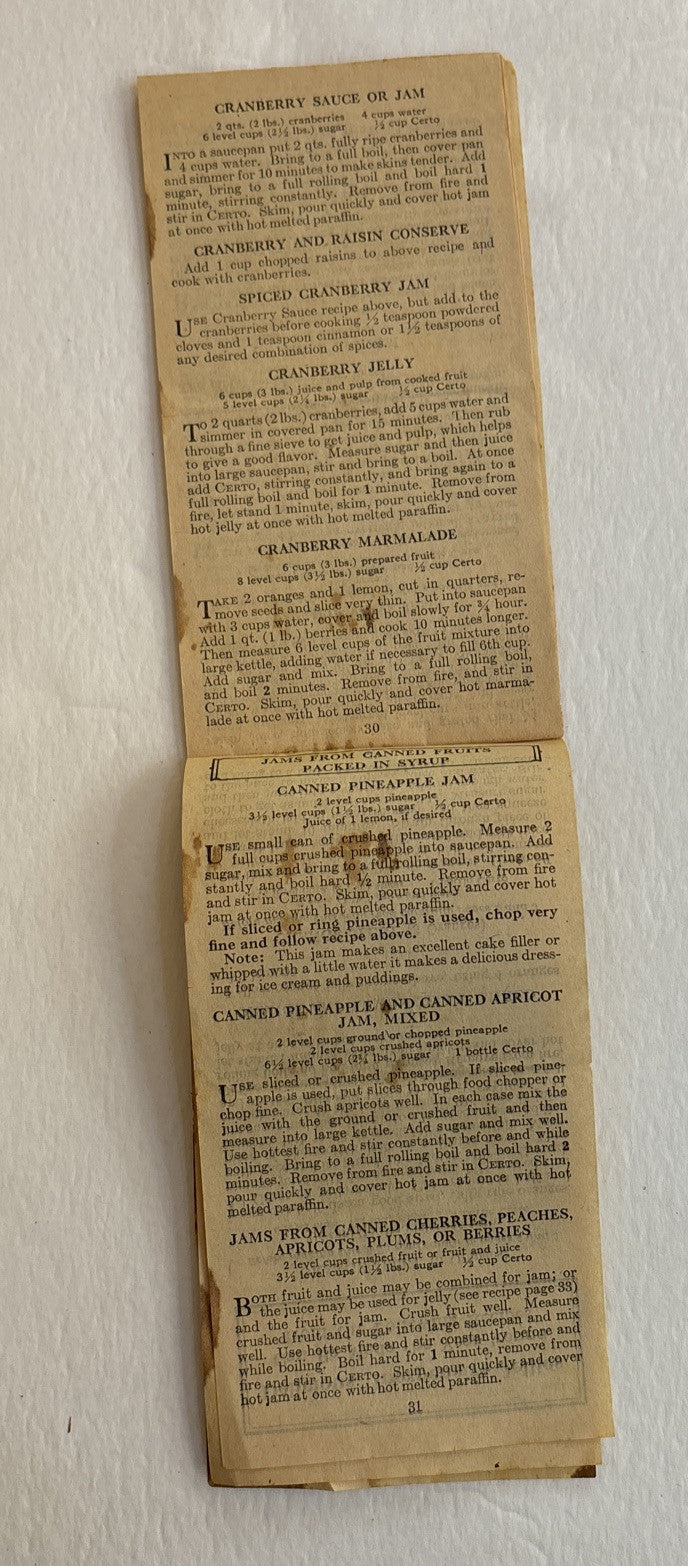 CRANBERRY SAUCE OR JAM
2 qts. (2 lbs.) cranberries 4 cups water
6 level cups (2½ lbs.) sugar ½ cup Certo
INTO a saucepan put 2 qts. fully ripe cranberries and
4 cups water. Bring to a full boil, then cover pan
and simmer for 10 minutes to make skins tender. Add
sugar, bring to a full rolling boil and boil hard 1
minute, stirring constantly. Remove from fire and
stir in CERTO. Skim, pour quickly and cover hot jam
at once with hot melted paraffin.
CRANBERRY AND RAISIN CONSERVE
Add 1 cup chopped raisins to above recipe and
cook with cranberries.
SPICED CRANBERRY JAM
USE Cranberry Sauce recipe above, but add to the
cranberries before cooking ½ teaspoon powdered
cloves and 1 teaspoon cinnamon or 1½ teaspoons of
any desired combination of spices.
CRANBERRY JELLY
6 cups (3 lbs.) juice and pulp from cooked fruit
5 level cups (2¼ lbs.) sugar ½ cup Certo
TO 2 quarts (2 lbs.) cranberries, add 5 cups water and
simmer in covered pan for 15 minutes. Then rub
through a fine sieve to get juice and pulp, which helps
to give a good flavor. Measure sugar and then juice
into large saucepan, stir and bring to a boil. At once
add CERTO, stirring constantly, and bring again to a
full rolling boil and boil for 1 minute. Remove from
fire, let stand 1 minute, skim, pour quickly and cover
hot jelly at once with hot melted paraffin.
CRANBERRY MARMALADE
6 cups (3 lbs.) prepared fruit
8 level cups (3½ lbs.) sugar ½ cup Certo
TAKE 2 oranges and 1 lemon, cut in quarters, re-
move seeds and slice very thin. Put into saucepan
with 3 cups water, cover and boil slowly for ¾ hour.
Add 1 qt. (1 lb.) berries and cook 10 minutes longer.
Then measure 6 level cups of the fruit mixture into
large kettle, adding water if necessary to fill 6th cup.
Add sugar and mix. Bring to a full rolling boil,
and boil 2 minutes. Remove from fire, and stir in
CERTO. Skim, pour quickly and cover hot marma-
lade at once with hot melted paraffin.
30
JAMS FROM CANNED FRUITS
PACKED IN SYRUP
CANNED PINEAPPLE JAM
2 level cups pineapple
3½ level cups (1½ lbs.) sugar ½ cup Certo
Juice of 1 lemon, if desired
USE small can of crushed pineapple. Measure 2
full cups crushed pineapple into saucepan. Add
sugar, mix and bring to a full rolling boil, stirring con-
stantly and boil hard ½ minute. Remove from fire
and stir in CERTO. Skim, pour quickly and cover hot
jam at once with hot melted paraffin.
If sliced or ring pineapple is used, chop very
fine and follow recipe above.
Note: This jam makes an excellent cake filler or
whipped with a little water it makes a delicious dress-
ing for ice cream and puddings.
CANNED PINEAPPLE AND CANNED APRICOT
JAM, MIXED
2 level cups ground or chopped pineapple
2 level cups crushed apricots
6½ level cups (2¾ lbs.) sugar 1 bottle Certo
USE sliced or crushed pineapple. If sliced pine-
apple is used, put slices through food chopper or
chop fine. Crush apricots well. In each case mix the
juice with the ground or crushed fruit and then
measure into large kettle. Add sugar and mix well.
Use hottest fire and stir constantly before and while
boiling. Bring to a full rolling boil and boil hard 2
minutes. Remove from fire and stir in CERTO. Skim,
pour quickly and cover hot jam at once with hot
melted paraffin.
JAMS FROM CANNED CHERRIES, PEACHES,
APRICOTS, PLUMS, OR BERRIES
2 level cups crushed fruit or fruit and juice
3½ level cups (1½ lbs.) sugar ½ cup Certo
BOTH fruit and juice may be combined for jam; or
the juice may be used for jelly (see recipe page 33)
and the fruit for jam. Crush fruit well. Measure
crushed fruit and sugar into large saucepan and mix
well. Use hottest fire and stir constantly before and
while boiling. Boil hard for 1 minute, remove from
fire and stir in CERTO. Skim, pour quickly and cover
hot jam at once with hot melted paraffin.
31